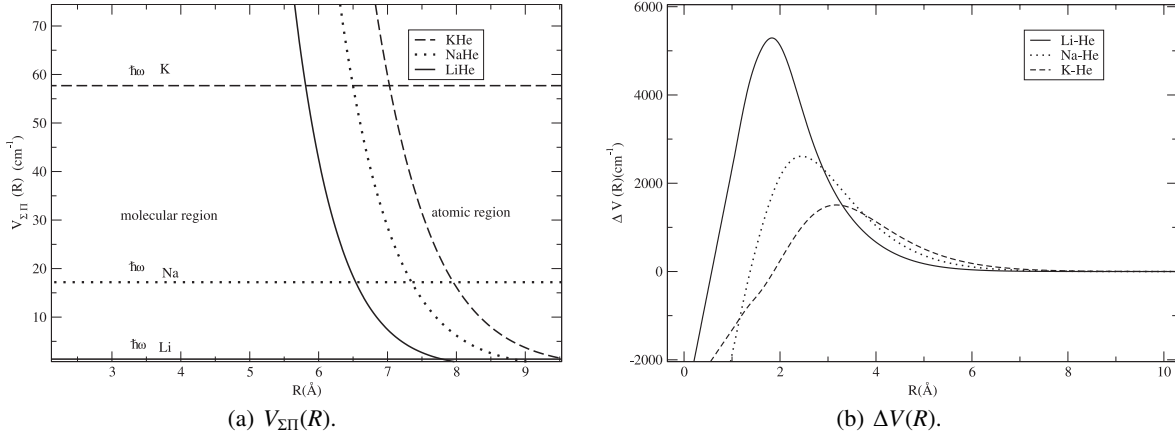 70
60
50
40
30
20
10
V_ΣΠ (R) (cm⁻¹)
ħω K
molecular region
atomic region
ħω Na
ħω Li
KHe
NaHe
LiHe
3 4 5 6 7 8 9
R(Å)
(a) V_ΣΠ(R).
6000
4000
2000
0
-2000
Δ V (R)(cm⁻¹)
Li-He
Na-He
K-He
0 2 4 6 8 10
R(Å)
(b) ΔV(R).